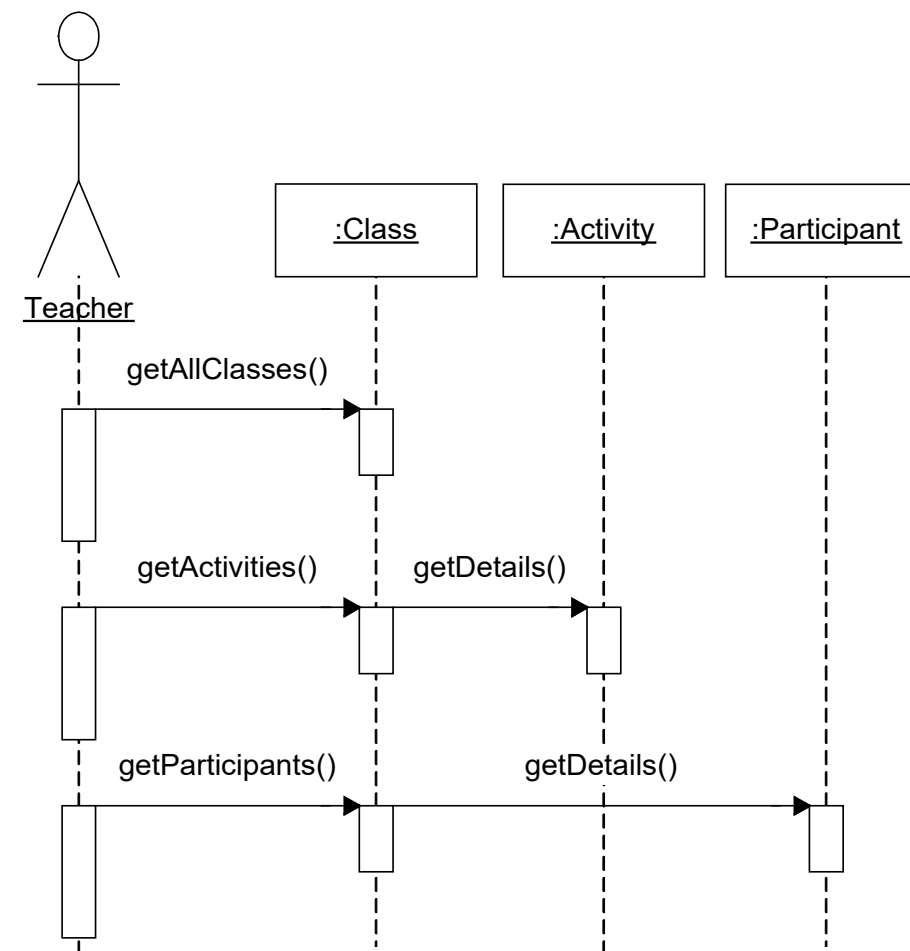 :Class
:Activity
:Participant
Teacher
getAllClasses()
getActivities()
getDetails()
getParticipants()
getDetails()